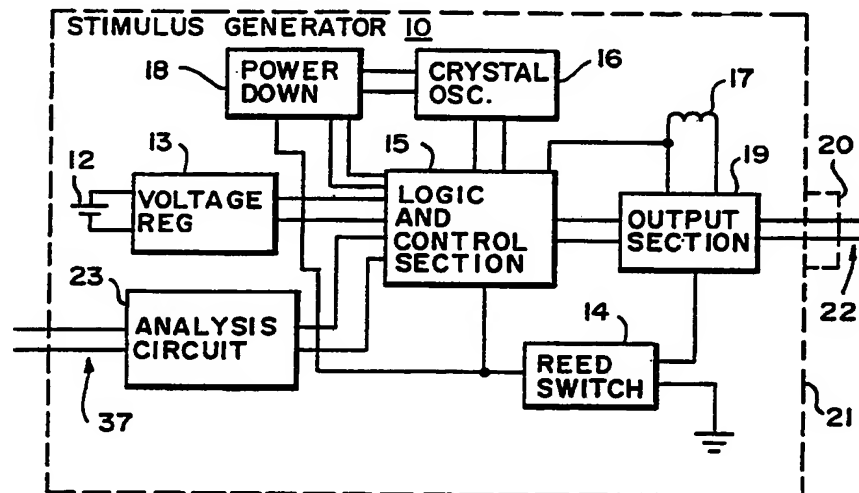 STIMULUS GENERATOR 10
18
POWER
DOWN
CRYSTAL
OSC.
16
17
12
13
VOLTAGE
REG
15
LOGIC
AND
CONTROL
SECTION
19
OUTPUT
SECTION
20
22
23
ANALYSIS
CIRCUIT
37
14
REED
SWITCH
21